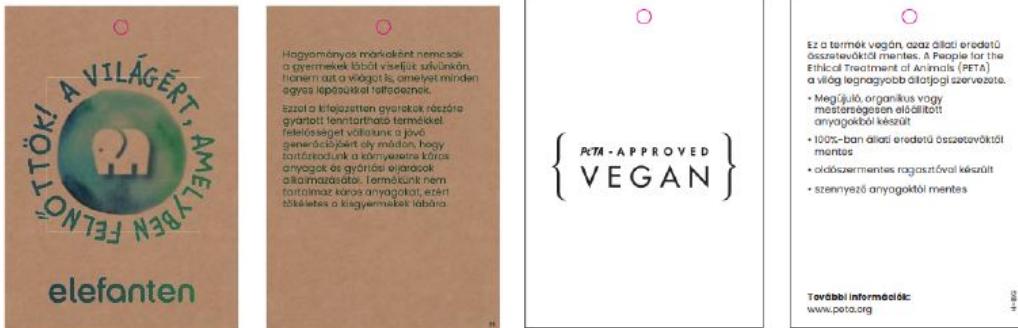 A VILÁGÉRT, AMELYBEN FELNŐTTÖK!
elefanten
Hagyományos márkaként nemcsak
a gyermekek lábát viseljük szívünkön,
hanem azt a világot is, amelyet minden
egyes lépésükkel felfedeznek.
Ezzel a kifejezetten gyerekek részére
gyártott fenntartható termékkel
felelősséget vállalunk a jövő
generációjáért oly módon, hogy
tartózkodunk a környezetre káros
anyagok és gyártási eljárások
alkalmazásától. Termékünk nem
tartalmaz káros anyagokat, ezért
tökéletes a kisgyermekek lábára.
PETA - APPROVED
VEGAN
Ez a termék vegán, azaz állati eredetű
összetevőktől mentes. A People for the
Ethical Treatment of Animals (PETA)
a világ legnagyobb állatjogi szervezete.
• Megújuló, organikus vagy
mesterségesen előállított
anyagokból készült
• 100%-ban állati eredetű összetevőktől
mentes
• oldószermentes ragasztóval készült
• szennyező anyagoktól mentes
További információk:
www.peta.org